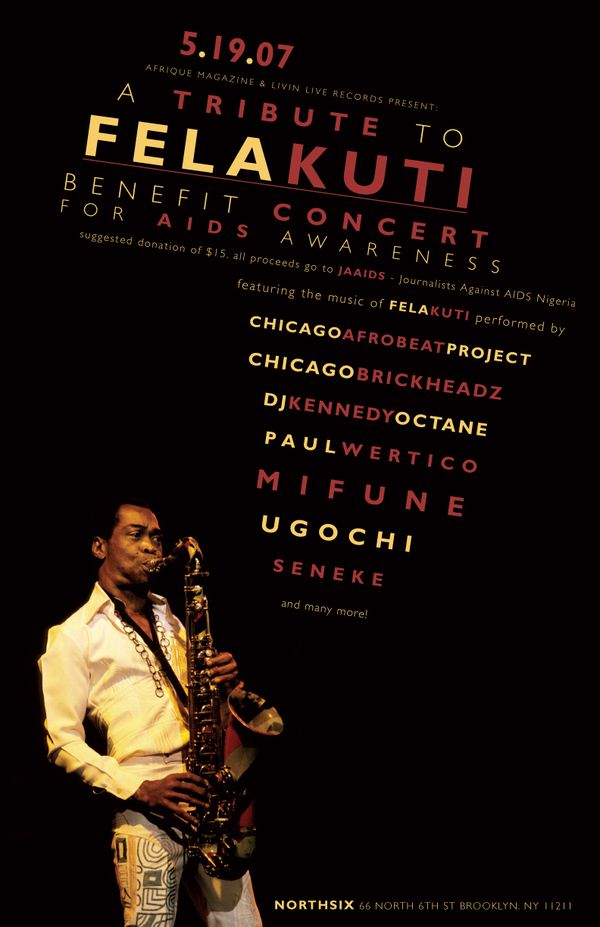 5.19.07
AFRIQUE MAGAZINE & LIVIN LIVE RECORDS PRESENT:
A TRIBUTE TO
FELAKUTI
BENEFIT CONCERT
FOR AIDS AWARENESS
suggested donation of $15. all proceeds go to JAAIDS - Journalists Against AIDS Nigeria
featuring the music of FELAKUTI performed by
CHICAGOAFROBEATPROJECT
CHICAGOBRICKHEADZ
DJKENNEDYOCTANE
PAULWERTICO
MIFUNE
UGOCHI
SENEKE
and many more!
NORTHSIX 66 NORTH 6TH ST BROOKLYN. NY 11211